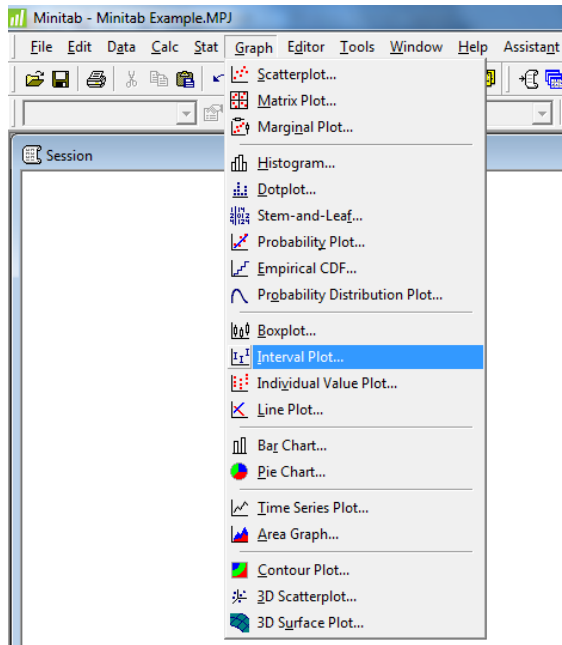 Minitab - Minitab Example.MPJ
File Edit Data Calc Stat Graph Editor Tools Window Help Assistant
Session
Scatterplot...
Matrix Plot...
Marginal Plot...
Histogram...
Dotplot...
Stem-and-Leaf...
Probability Plot...
Empirical CDF...
Probability Distribution Plot...
Boxplot...
Interval Plot...
Individual Value Plot...
Line Plot...
Bar Chart...
Pie Chart...
Time Series Plot...
Area Graph...
Contour Plot...
3D Scatterplot...
3D Surface Plot...